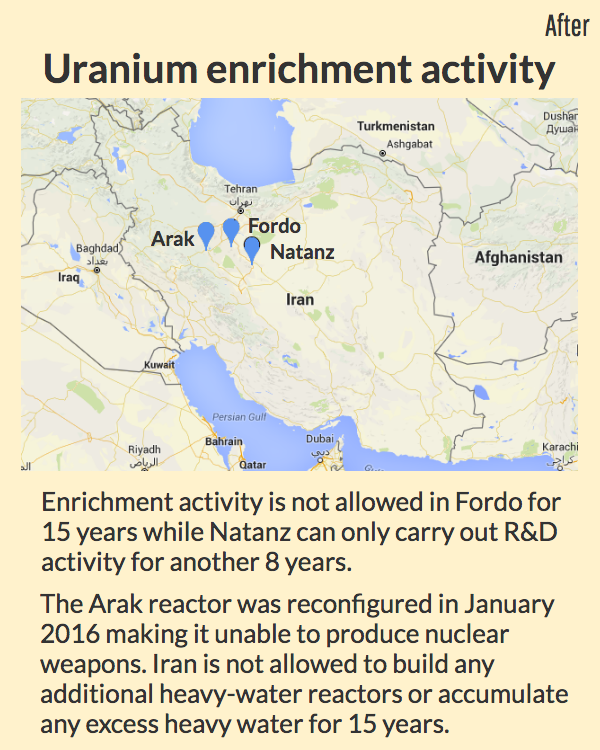 After
Uranium enrichment activity
Turkmenistan
Ashgabat
Tehran
تهران
Arak
Fordo
Natanz
Baghdad
بغداد
Iraq
Iran
Afghanistan
Kuwait
Persian Gulf
Bahrain
Dubai
دبي
Riyadh
الرياض
Qatar
Karachi
Enrichment activity is not allowed in Fordo for
15 years while Natanz can only carry out R&D
activity for another 8 years.
The Arak reactor was reconfigured in January
2016 making it unable to produce nuclear
weapons. Iran is not allowed to build any
additional heavy-water reactors or accumulate
any excess heavy water for 15 years.